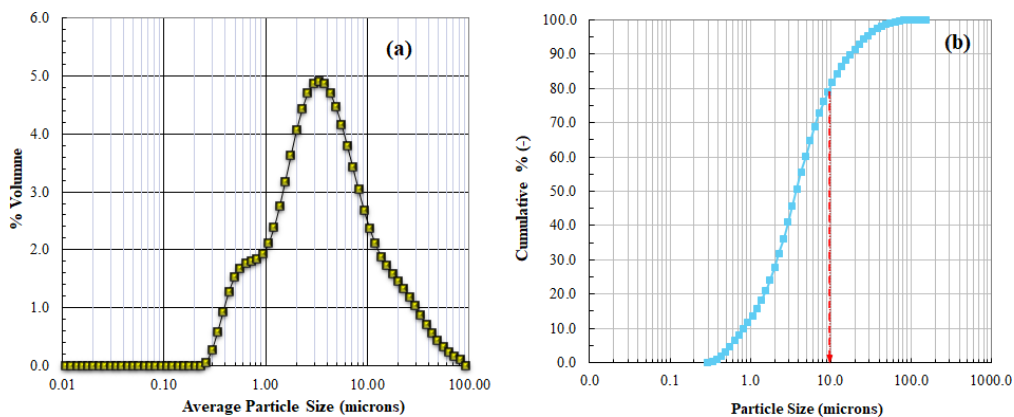 6.0
5.0
4.0
3.0
2.0
1.0
0.0
% Volumne
(a)
0.01 0.10 1.00 10.00 100.00
Average Particle Size (microns)
100.0
90.0
80.0
70.0
60.0
50.0
40.0
30.0
20.0
10.0
0.0
Cumulative % (-)
(b)
0.0 0.1 1.0 10.0 100.0 1000.0
Particle Size (microns)